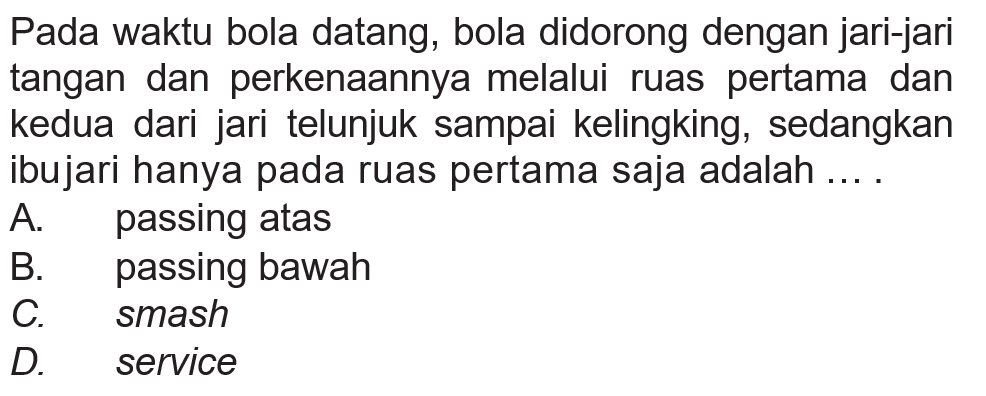 Pada waktu bola datang, bola didorong dengan jari-jari
tangan dan perkenaannya melalui ruas pertama dan
kedua dari jari telunjuk sampai kelingking, sedangkan
ibujari hanya pada ruas pertama saja adalah ... .
A. passing atas
B. passing bawah
C. smash
D. service